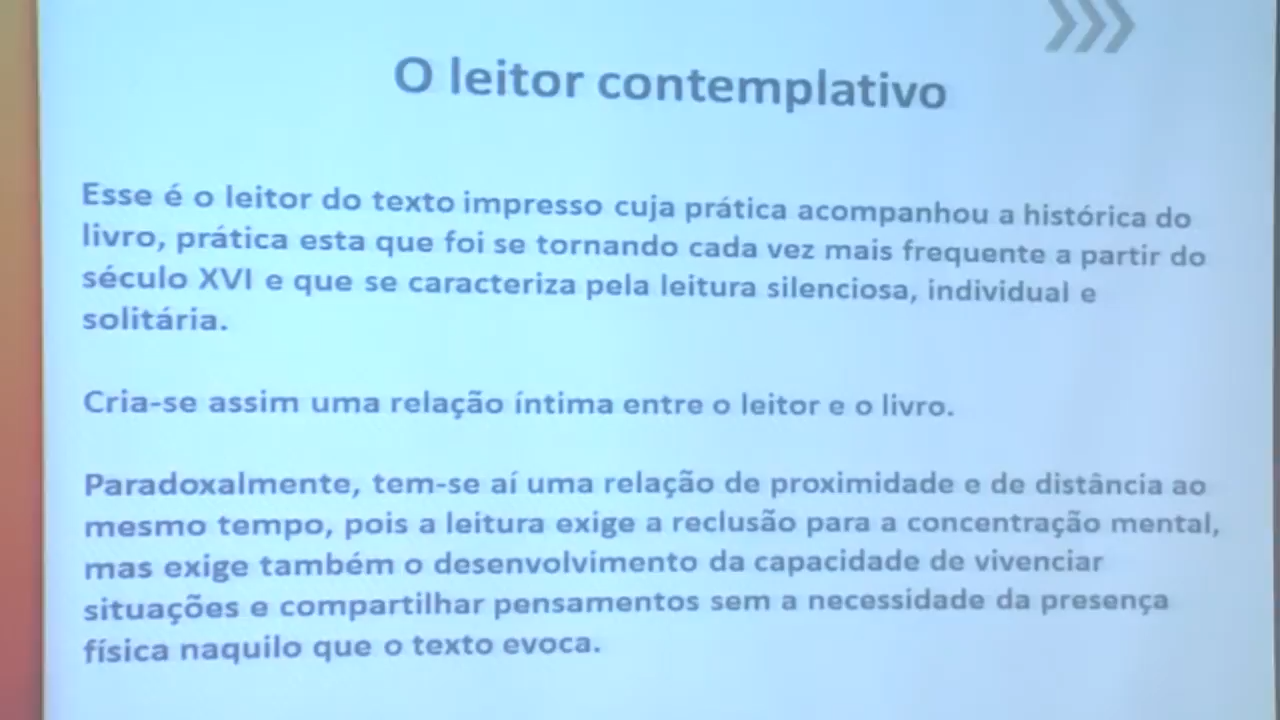 O leitor contemplativo
Esse é o leitor do texto impresso cuja prática acompanhou a histórica do
livro, prática esta que foi se tornando cada vez mais frequente a partir do
século XVI e que se caracteriza pela leitura silenciosa, individual e
solitária.
Cria-se assim uma relação íntima entre o leitor e o livro.
Paradoxalmente, tem-se aí uma relação de proximidade e de distância ao
mesmo tempo, pois a leitura exige a reclusão para a concentração mental,
mas exige também o desenvolvimento da capacidade de vivenciar
situações e compartilhar pensamentos sem a necessidade da presença
física naquilo que o texto evoca.